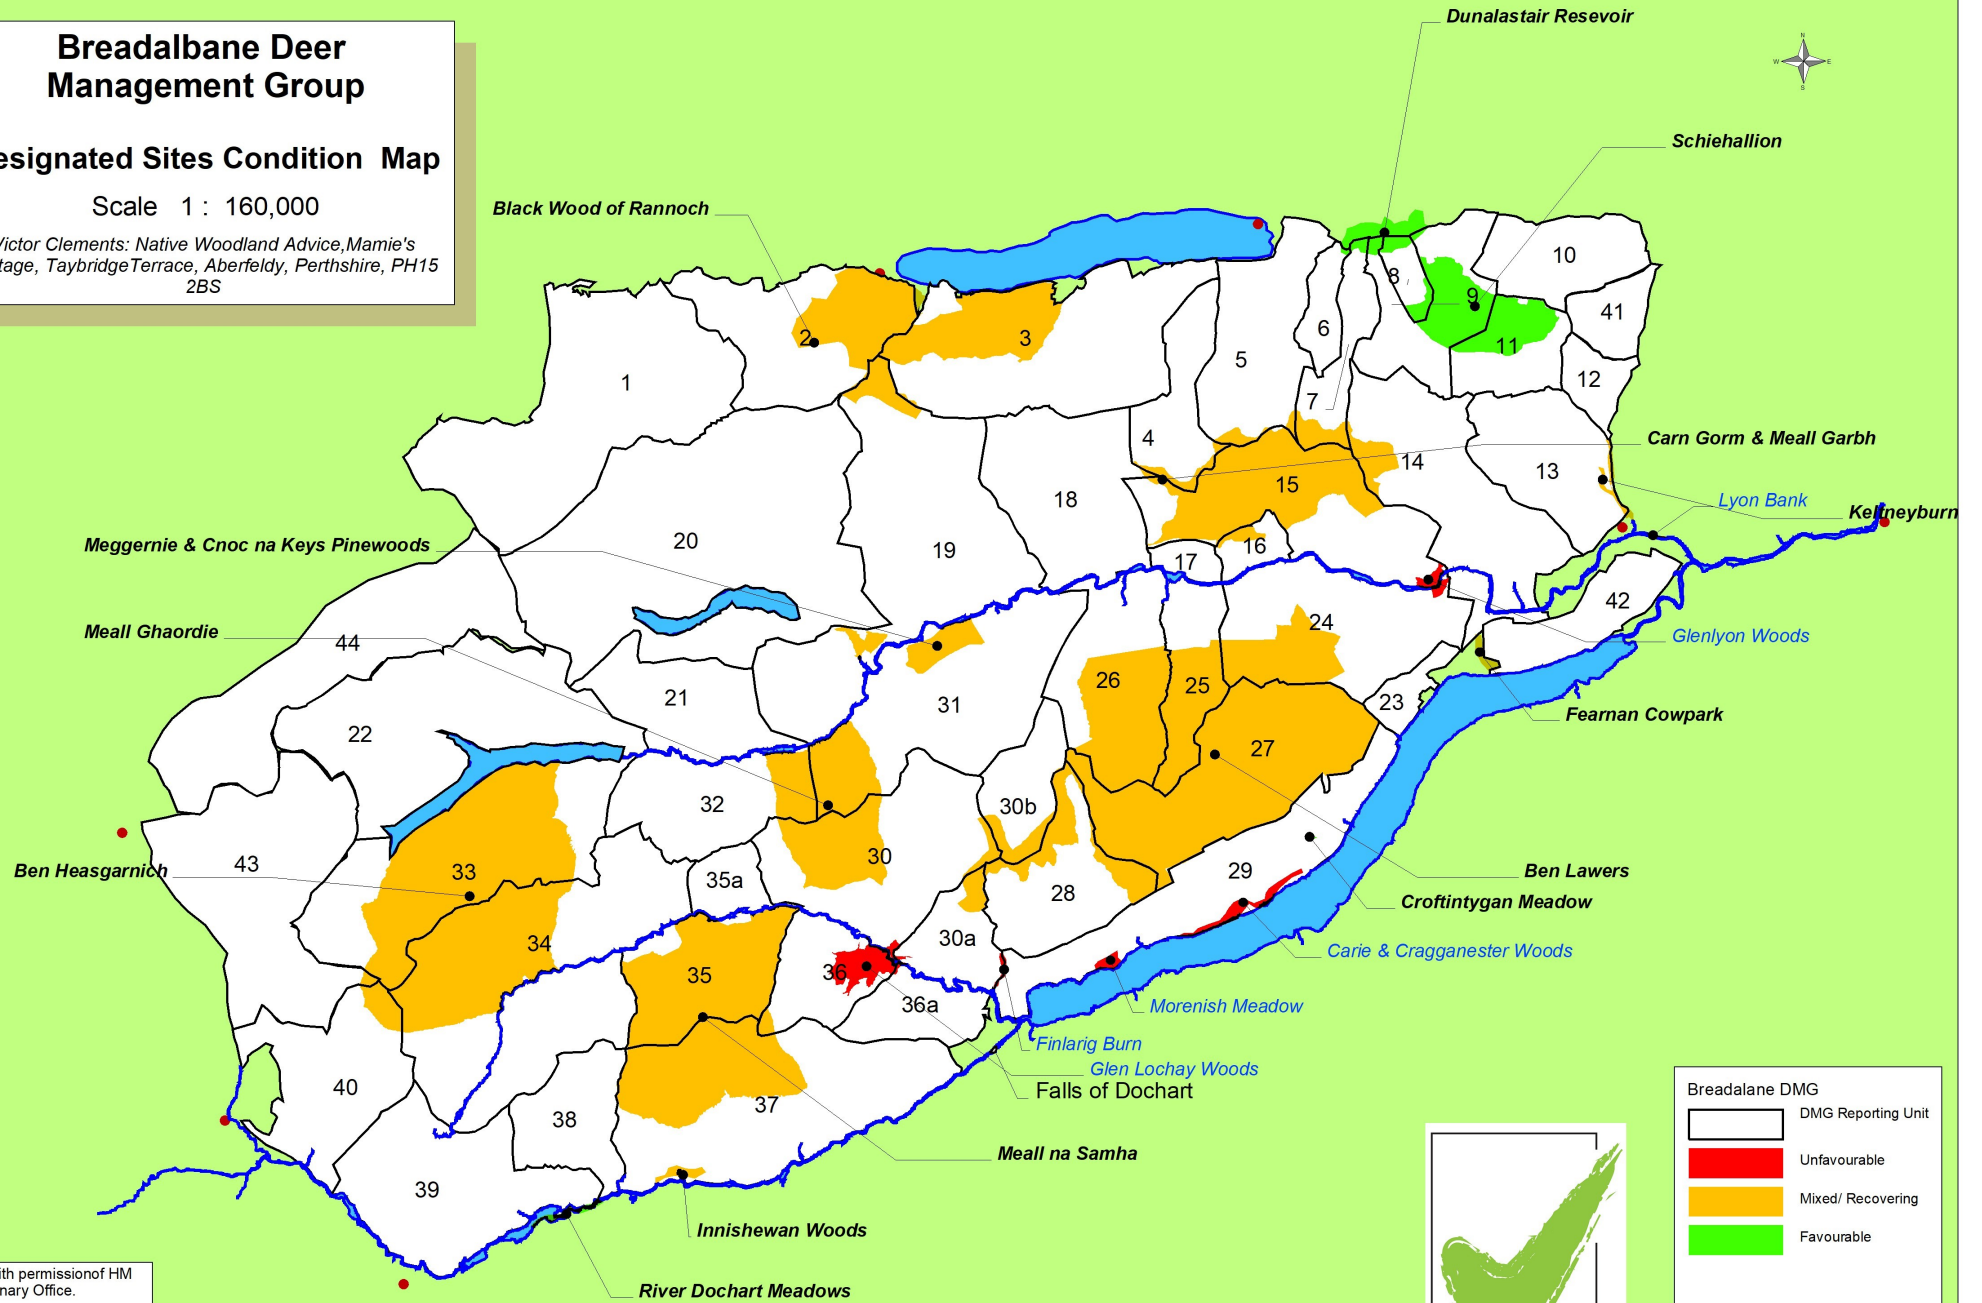 Breadalbane Deer
Management Group
esignated Sites Condition Map
Scale 1 : 160,000
Victor Clements: Native Woodland Advice,Mamie's
tage, TaybridgeTerrace, Aberfeldy, Perthshire, PH15
2BS
Dunalastair Resevoir
N
W E
S
Schiehallion
Black Wood of Rannoch
10
8
9
41
2
3
6
11
5
1
12
7
4
Carn Gorm & Meall Garbh
14
13
15
18
Lyon Bank
Keltneyburn
20
Meggernie & Cnoc na Keys Pinewoods
19
16
17
42
24
Meall Ghaordie
44
Glenlyon Woods
26
25
21
31
23
Fearnan Cowpark
22
27
32
30b
43
Ben Heasgarnich
33
30
35a
29
Ben Lawers
28
Croftintygan Meadow
34
30a
Carie & Cragganester Woods
36
35
36a
Morenish Meadow
Finlarig Burn
Glen Lochay Woods
40
Falls of Dochart
37
38
Meall na Samha
39
Innishewan Woods
River Dochart Meadows
Breadalane DMG
DMG Reporting Unit
Unfavourable
Mixed/ Recovering
Favourable
ith permissionof HM
nary Office.